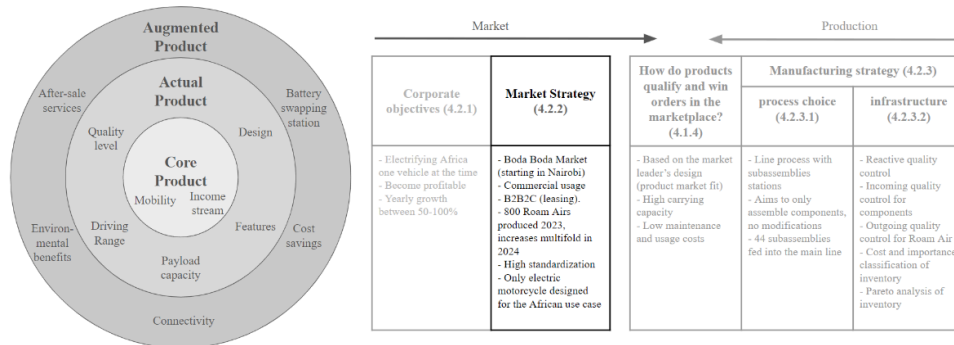 Augmented
Product
After-sale
services
Battery
swapping
station
Actual
Product
Quality
level
Design
Core
Product
Mobility
Income
stream
Environ-
mental
benefits
Driving
Range
Features
Cost
savings
Payload
capacity
Connectivity
Market
Production
Corporate
objectives (4.2.1)
- Electrifying Africa
one vehicle at the time
- Become profitable
- Yearly growth
between 50-100%
Market Strategy
(4.2.2)
- Boda Boda Market
(starting in Nairobi)
- Commercial usage
- B2B2C (leasing).
- 800 Roam Airs
produced 2023,
increases multifold in
2024
- High standardization
- Only electric
motorcycle designed
for the African use case
How do products
qualify and win
orders in the
marketplace?
(4.1.4)
- Based on the market
leader's design
(product market fit)
- High carrying
capacity
- Low maintenance
and usage costs
Manufacturing strategy (4.2.3)
process choice
(4.2.3.1)
- Line process with
subassemblies
stations
- Aims to only
assemble components,
no modifications
- 44 subassemblies
fed into the main line
infrastructure
(4.2.3.2)
- Reactive quality
control
- Incoming quality
control for
components
- Outgoing quality
control for Roam Air
- Cost and importance
classification of
inventory
- Pareto analysis of
inventory